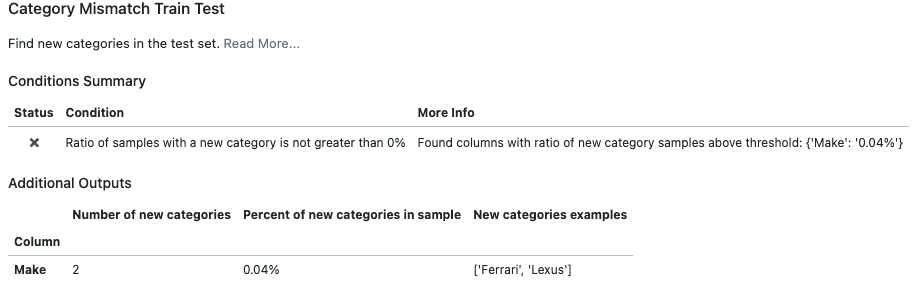 Category Mismatch Train Test
Find new categories in the test set. Read More...
Conditions Summary
Status Condition More Info
✖ Ratio of samples with a new category is not greater than 0% Found columns with ratio of new category samples above threshold: {'Make': '0.04%'}
Additional Outputs
Number of new categories Percent of new categories in sample New categories examples
Column
Make 2 0.04% ['Ferrari', 'Lexus']